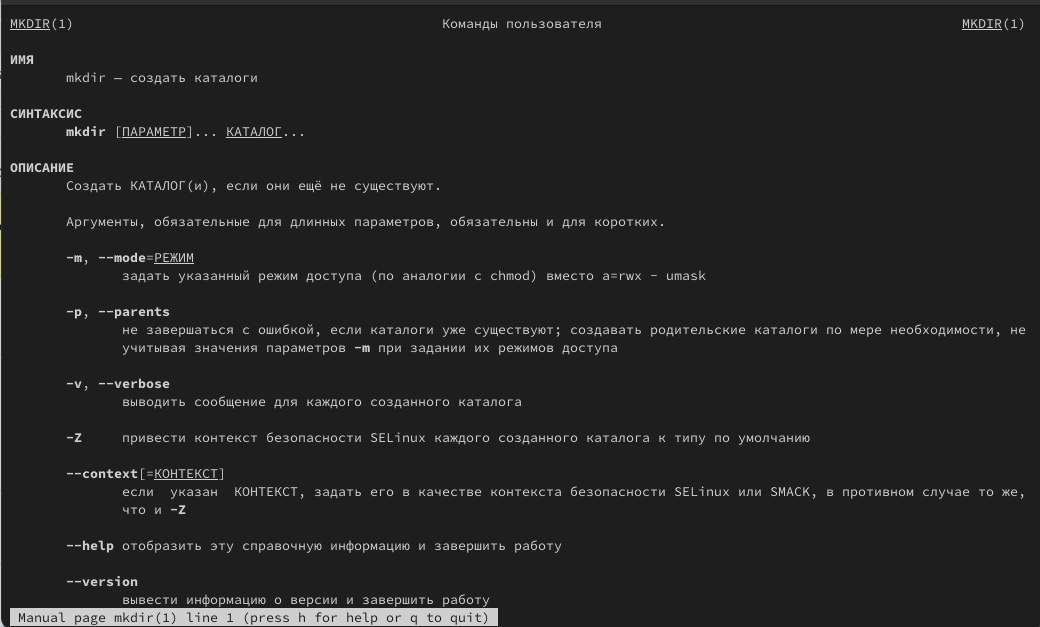 MKDIR(1) Команды пользователя MKDIR(1)
ИМЯ
mkdir — создать каталоги
СИНТАКСИС
mkdir [ПАРАМЕТР]... КАТАЛОГ...
ОПИСАНИЕ
Создать КАТАЛОГ(и), если они ещё не существуют.
Аргументы, обязательные для длинных параметров, обязательны и для коротких.
-m, --mode=РЕЖИМ
задать указанный режим доступа (по аналогии с chmod) вместо a=rwx - umask
-p, --parents
не завершаться с ошибкой, если каталоги уже существуют; создавать родительские каталоги по мере необходимости, не
учитывая значения параметров -m при задании их режимов доступа
-v, --verbose
выводить сообщение для каждого созданного каталога
-Z привести контекст безопасности SELinux каждого созданного каталога к типу по умолчанию
--context[=КОНТЕКСТ]
если указан КОНТЕКСТ, задать его в качестве контекста безопасности SELinux или SMACK, в противном случае то же,
что и -Z
--help отобразить эту справочную информацию и завершить работу
--version
вывести информацию о версии и завершить работу
Manual page mkdir(1) line 1 (press h for help or q to quit)